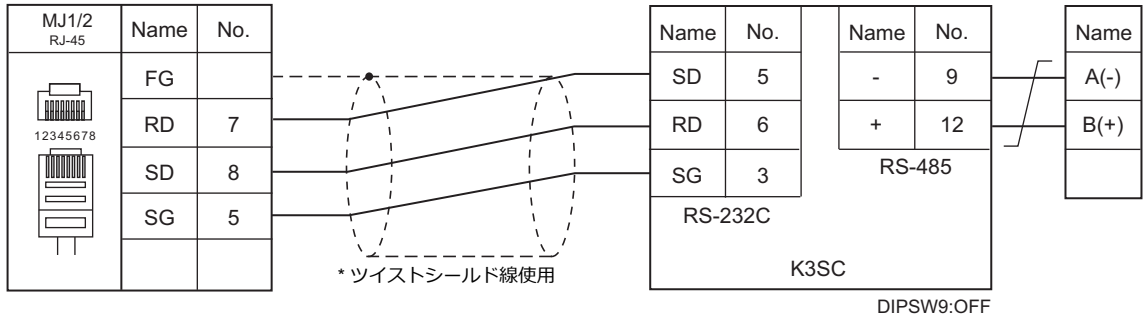 MJ1/2
RJ-45
Name No.
FG
RD 7
SD 8
SG 5
12345678
* ツイストシールド線使用
Name No.
SD 5
RD 6
SG 3
RS-232C
Name No.
- 9
+ 12
RS-485
K3SC
DIPSW9:OFF
Name
A(-)
B(+)